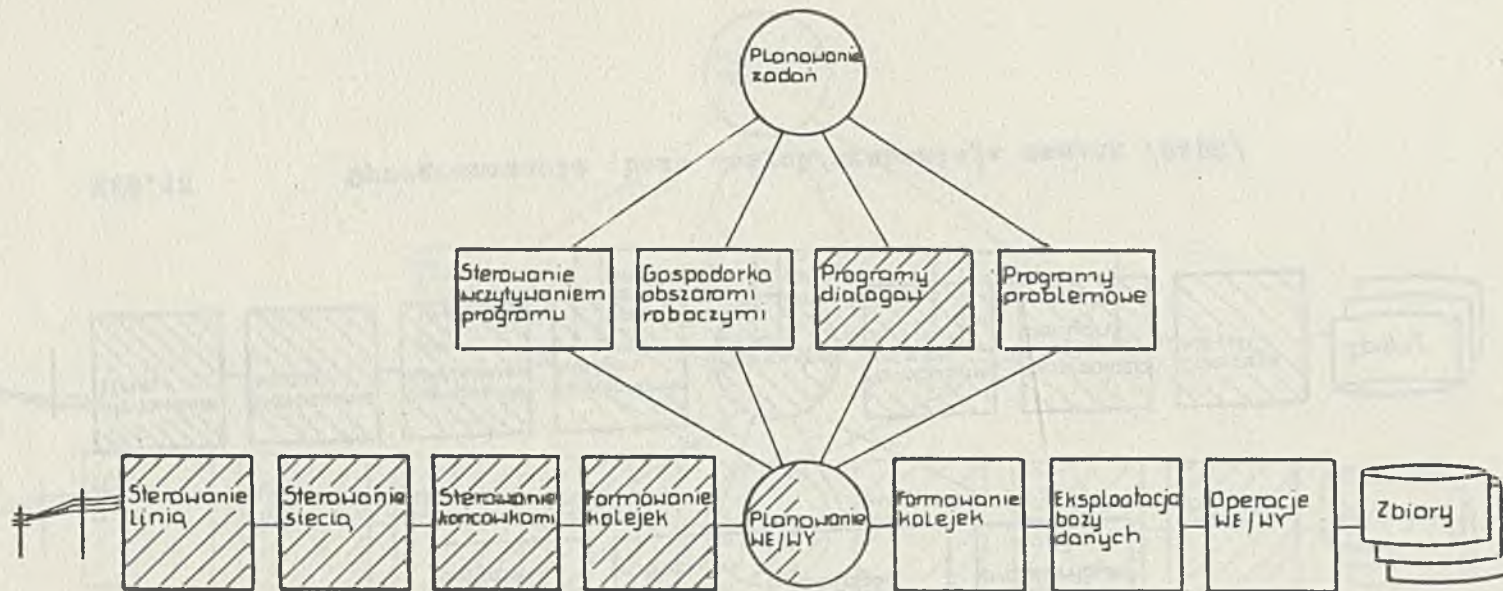 Planowanie
zadań
Sterowanie
wczytywaniem
programu
Gospodarka
obszarami
roboczymi
Programy
dialogów
Programy
problemowe
Sterowanie
linią
Sterowanie
siecią
Sterowanie
końcówkami
Formowanie
kolejek
Planowanie
WE/WY
Formowanie
kolejek
Eksploatacja
bazy
danych
Operacje
WE/WY
Zbiory